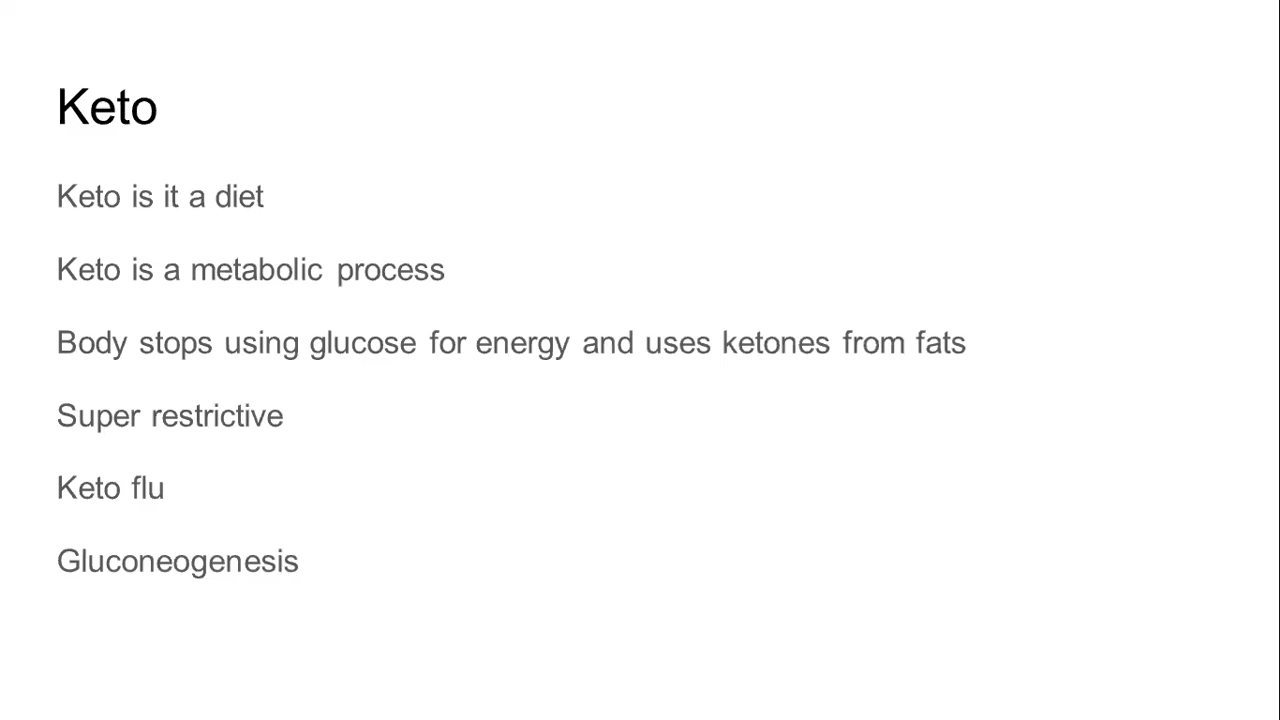 Keto
Keto is it a diet
Keto is a metabolic process
Body stops using glucose for energy and uses ketones from fats
Super restrictive
Keto flu
Gluconeogenesis